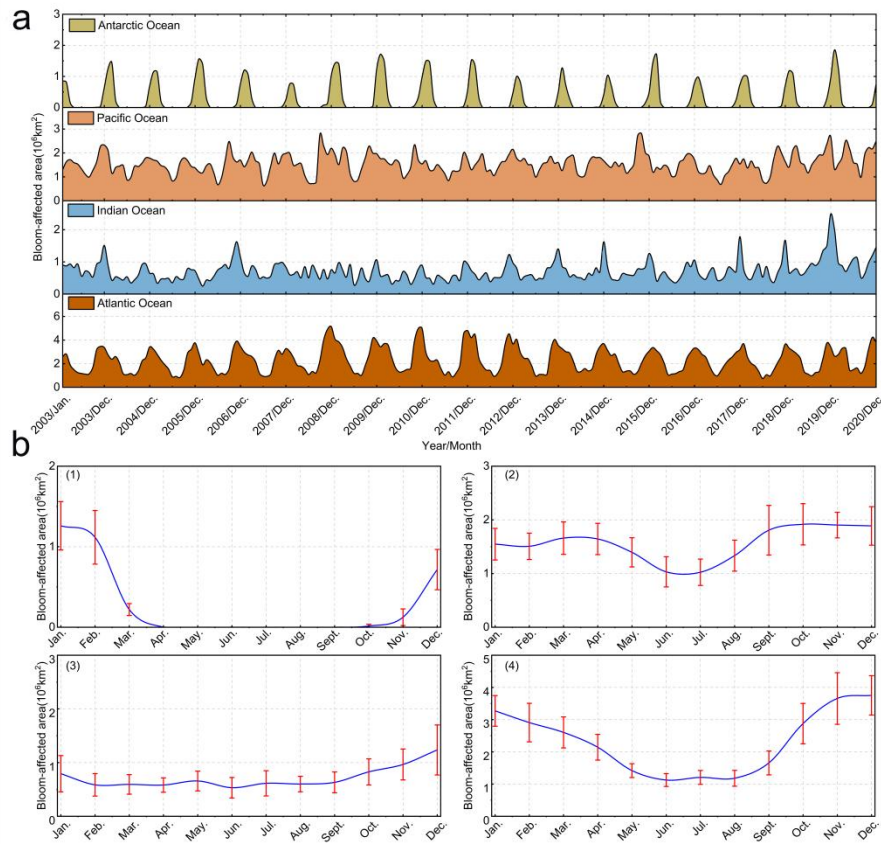 a
Antarctic Ocean
3
2
1
0
Pacific Ocean
3
2
1
0
Indian Ocean
2
1
0
Atlantic Ocean
6
4
2
0
Bloom-affected area(10⁶km²)
2003/Jan.
2003/Dec.
2004/Dec.
2005/Dec.
2006/Dec.
2007/Dec.
2008/Dec.
2009/Dec.
2010/Dec.
2011/Dec.
2012/Dec.
2013/Dec.
2014/Dec.
2015/Dec.
2016/Dec.
2017/Dec.
2018/Dec.
2019/Dec.
2020/Dec.
Year/Month
b
(1)
Bloom-affected area(10⁶km²)
2
1
0
Jan.
Feb.
Mar.
Apr.
May.
Jun.
Jul.
Aug.
Sept.
Oct.
Nov.
Dec.
(2)
Bloom-affected area(10⁶km²)
3
2
1
0
Jan.
Feb.
Mar.
Apr.
May.
Jun.
Jul.
Aug.
Sept.
Oct.
Nov.
Dec.
(3)
Bloom-affected area(10⁶km²)
3
2
1
0
Jan.
Feb.
Mar.
Apr.
May.
Jun.
Jul.
Aug.
Sept.
Oct.
Nov.
Dec.
(4)
Bloom-affected area(10⁶km²)
5
4
3
2
1
0
Jan.
Feb.
Mar.
Apr.
May.
Jun.
Jul.
Aug.
Sept.
Oct.
Nov.
Dec.